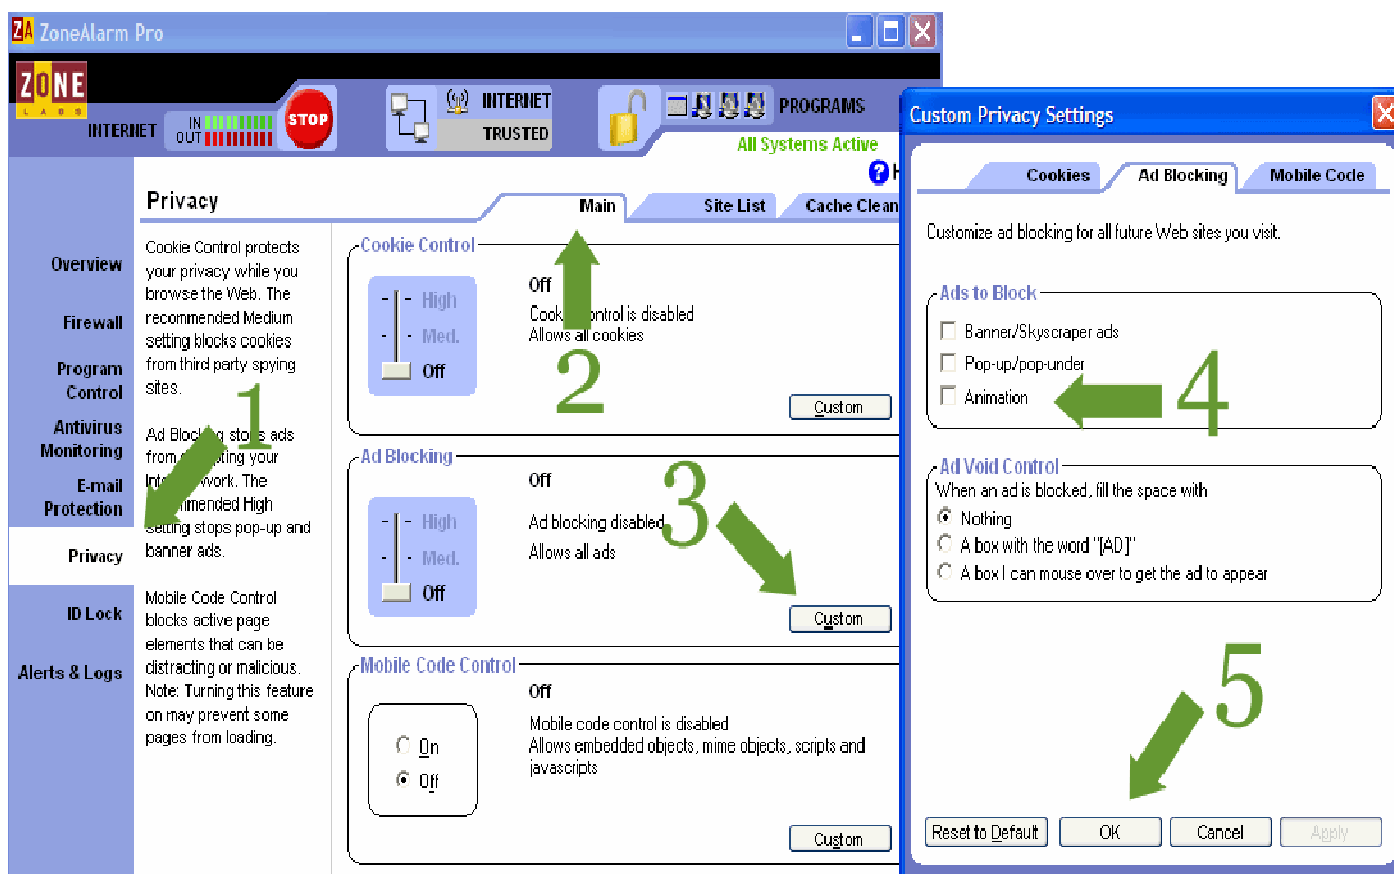 ZA ZoneAlarm Pro
ZONE
LABS
INTERNET
IN
OUT
STOP
INTERNET
TRUSTED
PROGRAMS
All Systems Active
?
Privacy
Main
Site List
Cache Clean
Overview
Firewall
Program
Control
Antivirus
Monitoring
E-mail
Protection
Privacy
ID Lock
Alerts & Logs
Cookie Control protects
your privacy while you
browse the Web. The
recommended Medium
setting blocks cookies
from third party spying
sites.
Ad Blocking stops ads
from your
work. The
High
setting stops pop-up and
banner ads.
Mobile Code Control
blocks active page
elements that can be
distracting or malicious.
Note: Turning this feature
on may prevent some
pages from loading.
1
Cookie Control
High
Med.
Off
Off
Cookie control is disabled
Allows all cookies
2
Custom
Ad Blocking
High
Med.
Off
Off
Ad blocking disabled
Allows all ads
3
Custom
Mobile Code Control
On
Off
Off
Mobile code control is disabled
Allows embedded objects, mime objects, scripts and
javascripts
Custom
Custom Privacy Settings
Cookies
Ad Blocking
Mobile Code
Customize ad blocking for all future Web sites you visit.
Ads to Block
Banner/Skyscraper ads
Pop-up/pop-under
Animation
4
Ad Void Control
When an ad is blocked, fill the space with
Nothing
A box with the word "[AD]"
A box I can mouse over to get the ad to appear
5
Reset to Default
OK
Cancel
Apply